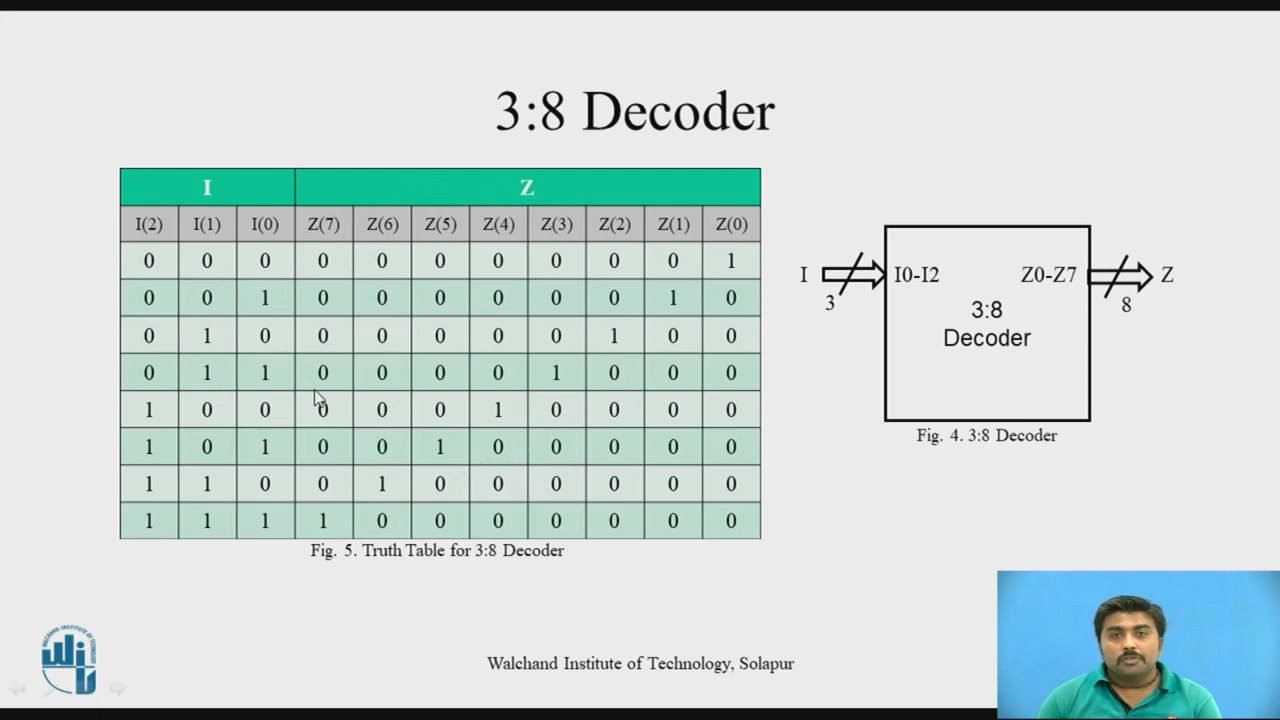 3:8 Decoder
I Z
I(2) I(1) I(0) Z(7) Z(6) Z(5) Z(4) Z(3) Z(2) Z(1) Z(0)
0 0 0 0 0 0 0 0 0 0 1
0 0 1 0 0 0 0 0 0 1 0
0 1 0 0 0 0 0 0 1 0 0
0 1 1 0 0 0 0 1 0 0 0
1 0 0 0 0 0 1 0 0 0 0
1 0 1 0 0 1 0 0 0 0 0
1 1 0 0 1 0 0 0 0 0 0
1 1 1 1 0 0 0 0 0 0 0
Fig. 5. Truth Table for 3:8 Decoder
I I0-I2 Z0-Z7 Z
3 8
3:8
Decoder
Fig. 4. 3:8 Decoder
WALCHAND INSTITUTE OF TECHNOLOGY
WiT
Walchand Institute of Technology, Solapur